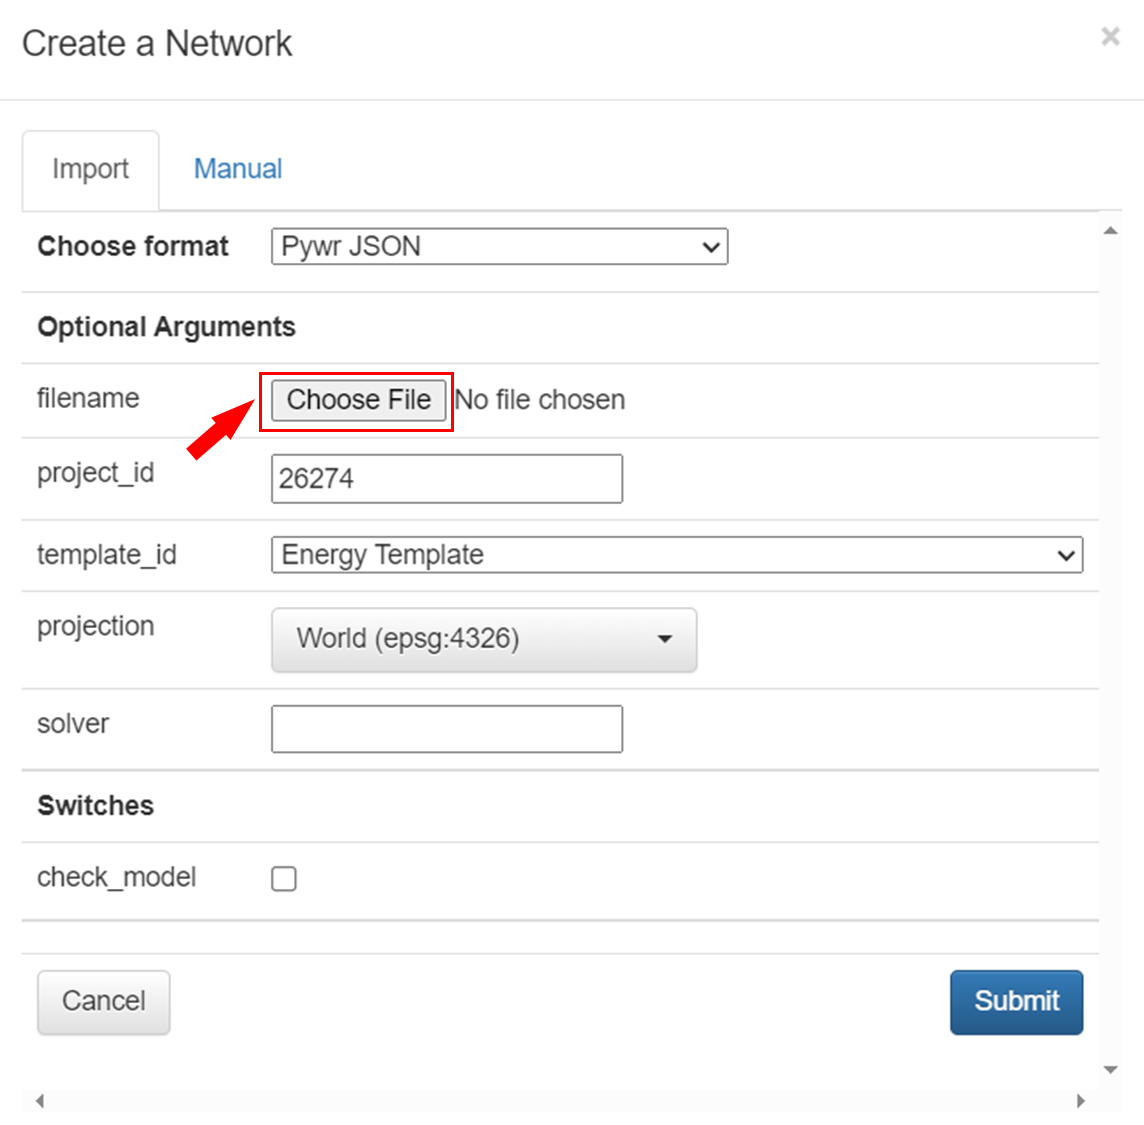 Create a Network
×
Import Manual
Choose format Pywr JSON
Optional Arguments
filename Choose File No file chosen
project_id 26274
template_id Energy Template
projection World (epsg:4326)
solver
Switches
check_model
Cancel Submit